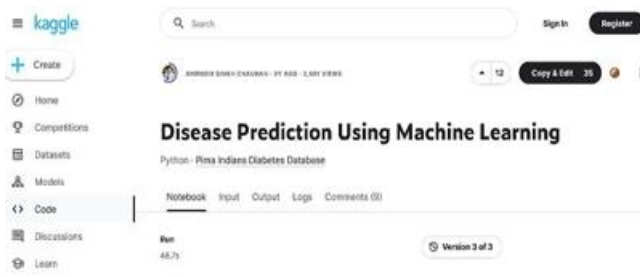 kaggle
Search
Sign In
Register
Create
12
Copy & Edit 35
Home
Competitions
Datasets
Models
Code
Discussions
Learn
Disease Prediction Using Machine Learning
Python · Pima Indians Diabetes Database
Notebook Input Output Logs Comments (9)
Run
48.7s
Version 3 of 3